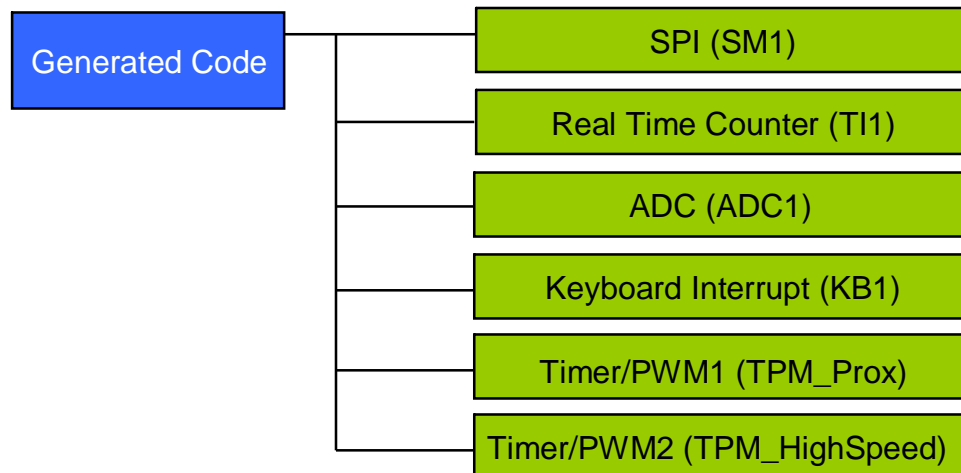 Generated Code
SPI (SM1)
Real Time Counter (TI1)
ADC (ADC1)
Keyboard Interrupt (KB1)
Timer/PWM1 (TPM_Prox)
Timer/PWM2 (TPM_HighSpeed)